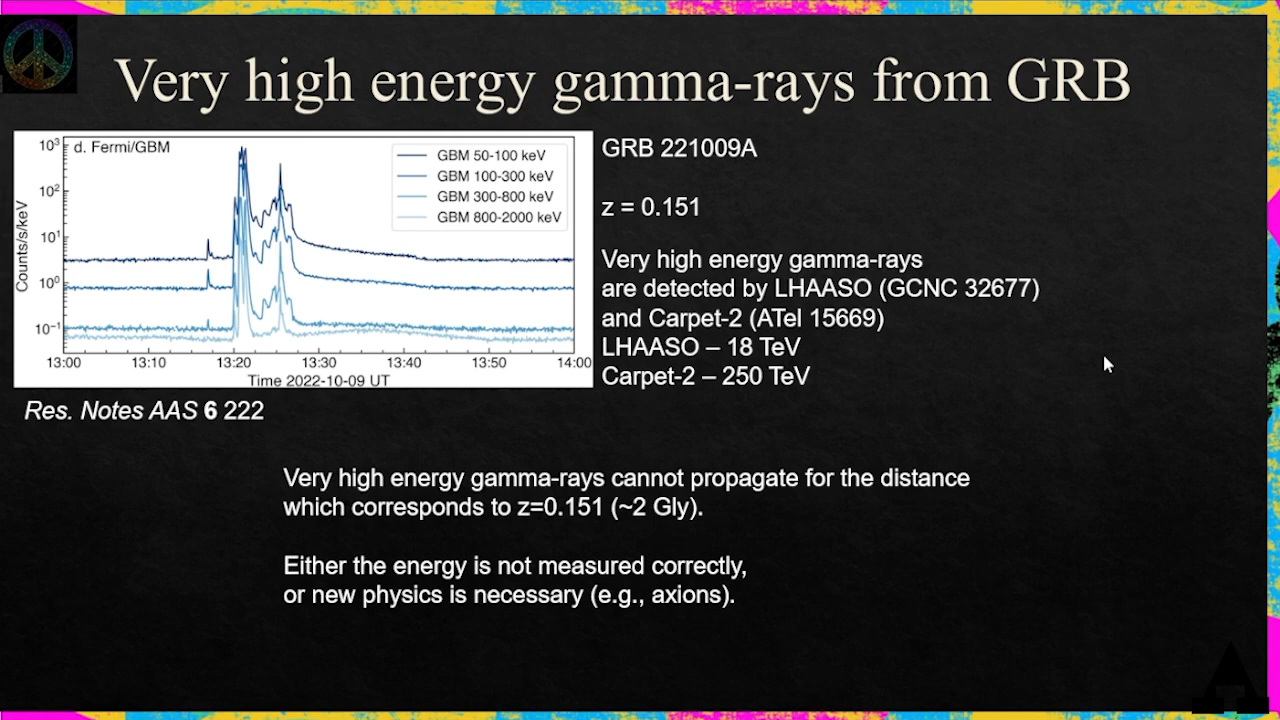 Very high energy gamma-rays from GRB
d. Fermi/GBM
GBM 50-100 keV
GBM 100-300 keV
GBM 300-800 keV
GBM 800-2000 keV
Counts/s/keV
10³
10²
10¹
10⁰
10⁻¹
13:00 13:10 13:20 13:30 13:40 13:50 14:00
Time 2022-10-09 UT
Res. Notes AAS 6 222
GRB 221009A
z = 0.151
Very high energy gamma-rays
are detected by LHAASO (GCNC 32677)
and Carpet-2 (ATel 15669)
LHAASO – 18 TeV
Carpet-2 – 250 TeV
Very high energy gamma-rays cannot propagate for the distance
which corresponds to z=0.151 (~2 Gly).
Either the energy is not measured correctly,
or new physics is necessary (e.g., axions).